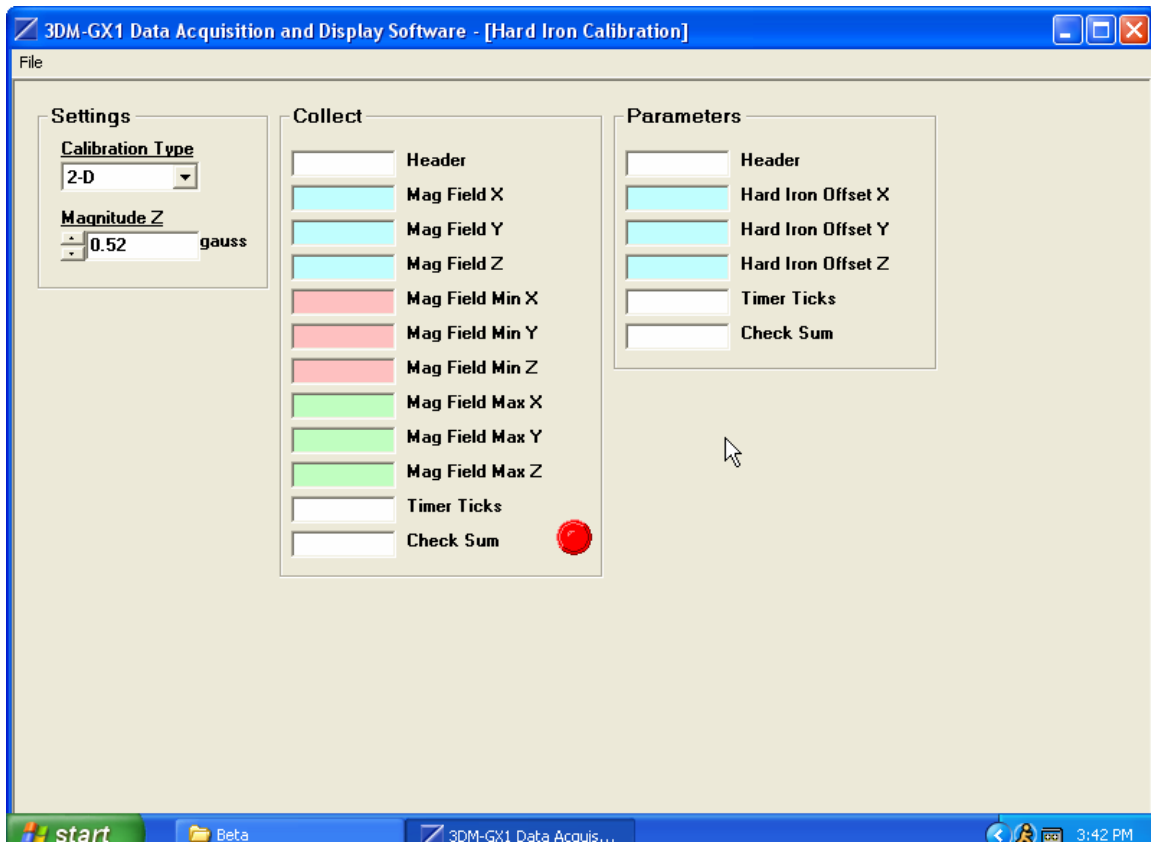 3DM-GX1 Data Acquisition and Display Software - [Hard Iron Calibration]
File
Settings
Calibration Type
2-D
Magnitude Z
0.52 gauss
Collect
Header
Mag Field X
Mag Field Y
Mag Field Z
Mag Field Min X
Mag Field Min Y
Mag Field Min Z
Mag Field Max X
Mag Field Max Y
Mag Field Max Z
Timer Ticks
Check Sum
Parameters
Header
Hard Iron Offset X
Hard Iron Offset Y
Hard Iron Offset Z
Timer Ticks
Check Sum
start
Beta
3DM-GX1 Data Acquis...
3:42 PM